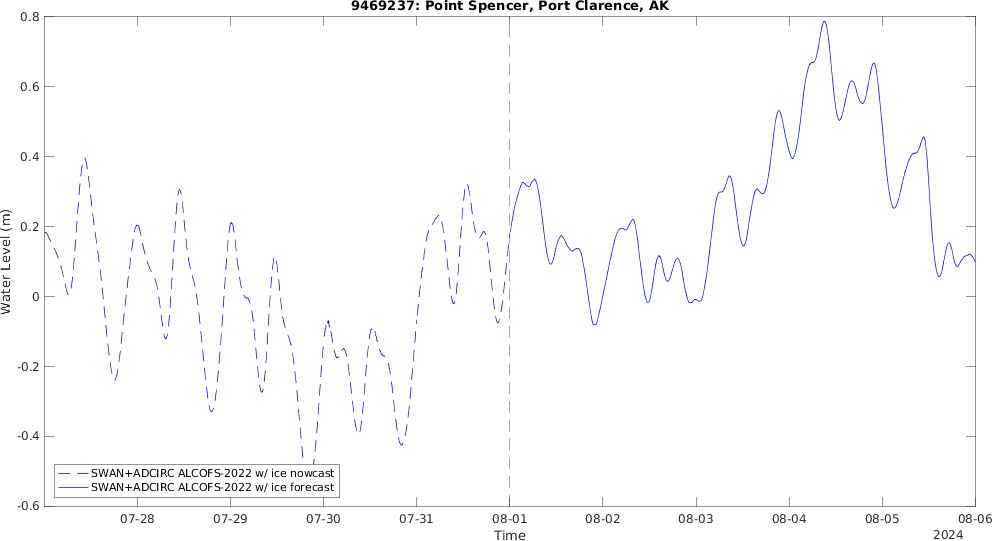 9469237: Point Spencer, Port Clarence, AK
0.8
0.6
0.4
0.2
0
-0.2
-0.4
-0.6
Water Level (m)
SWAN+ADCIRC ALCOFS-2022 w/ ice nowcast
SWAN+ADCIRC ALCOFS-2022 w/ ice forecast
07-28 07-29 07-30 07-31 08-01 08-02 08-03 08-04 08-05 08-06
Time
2024